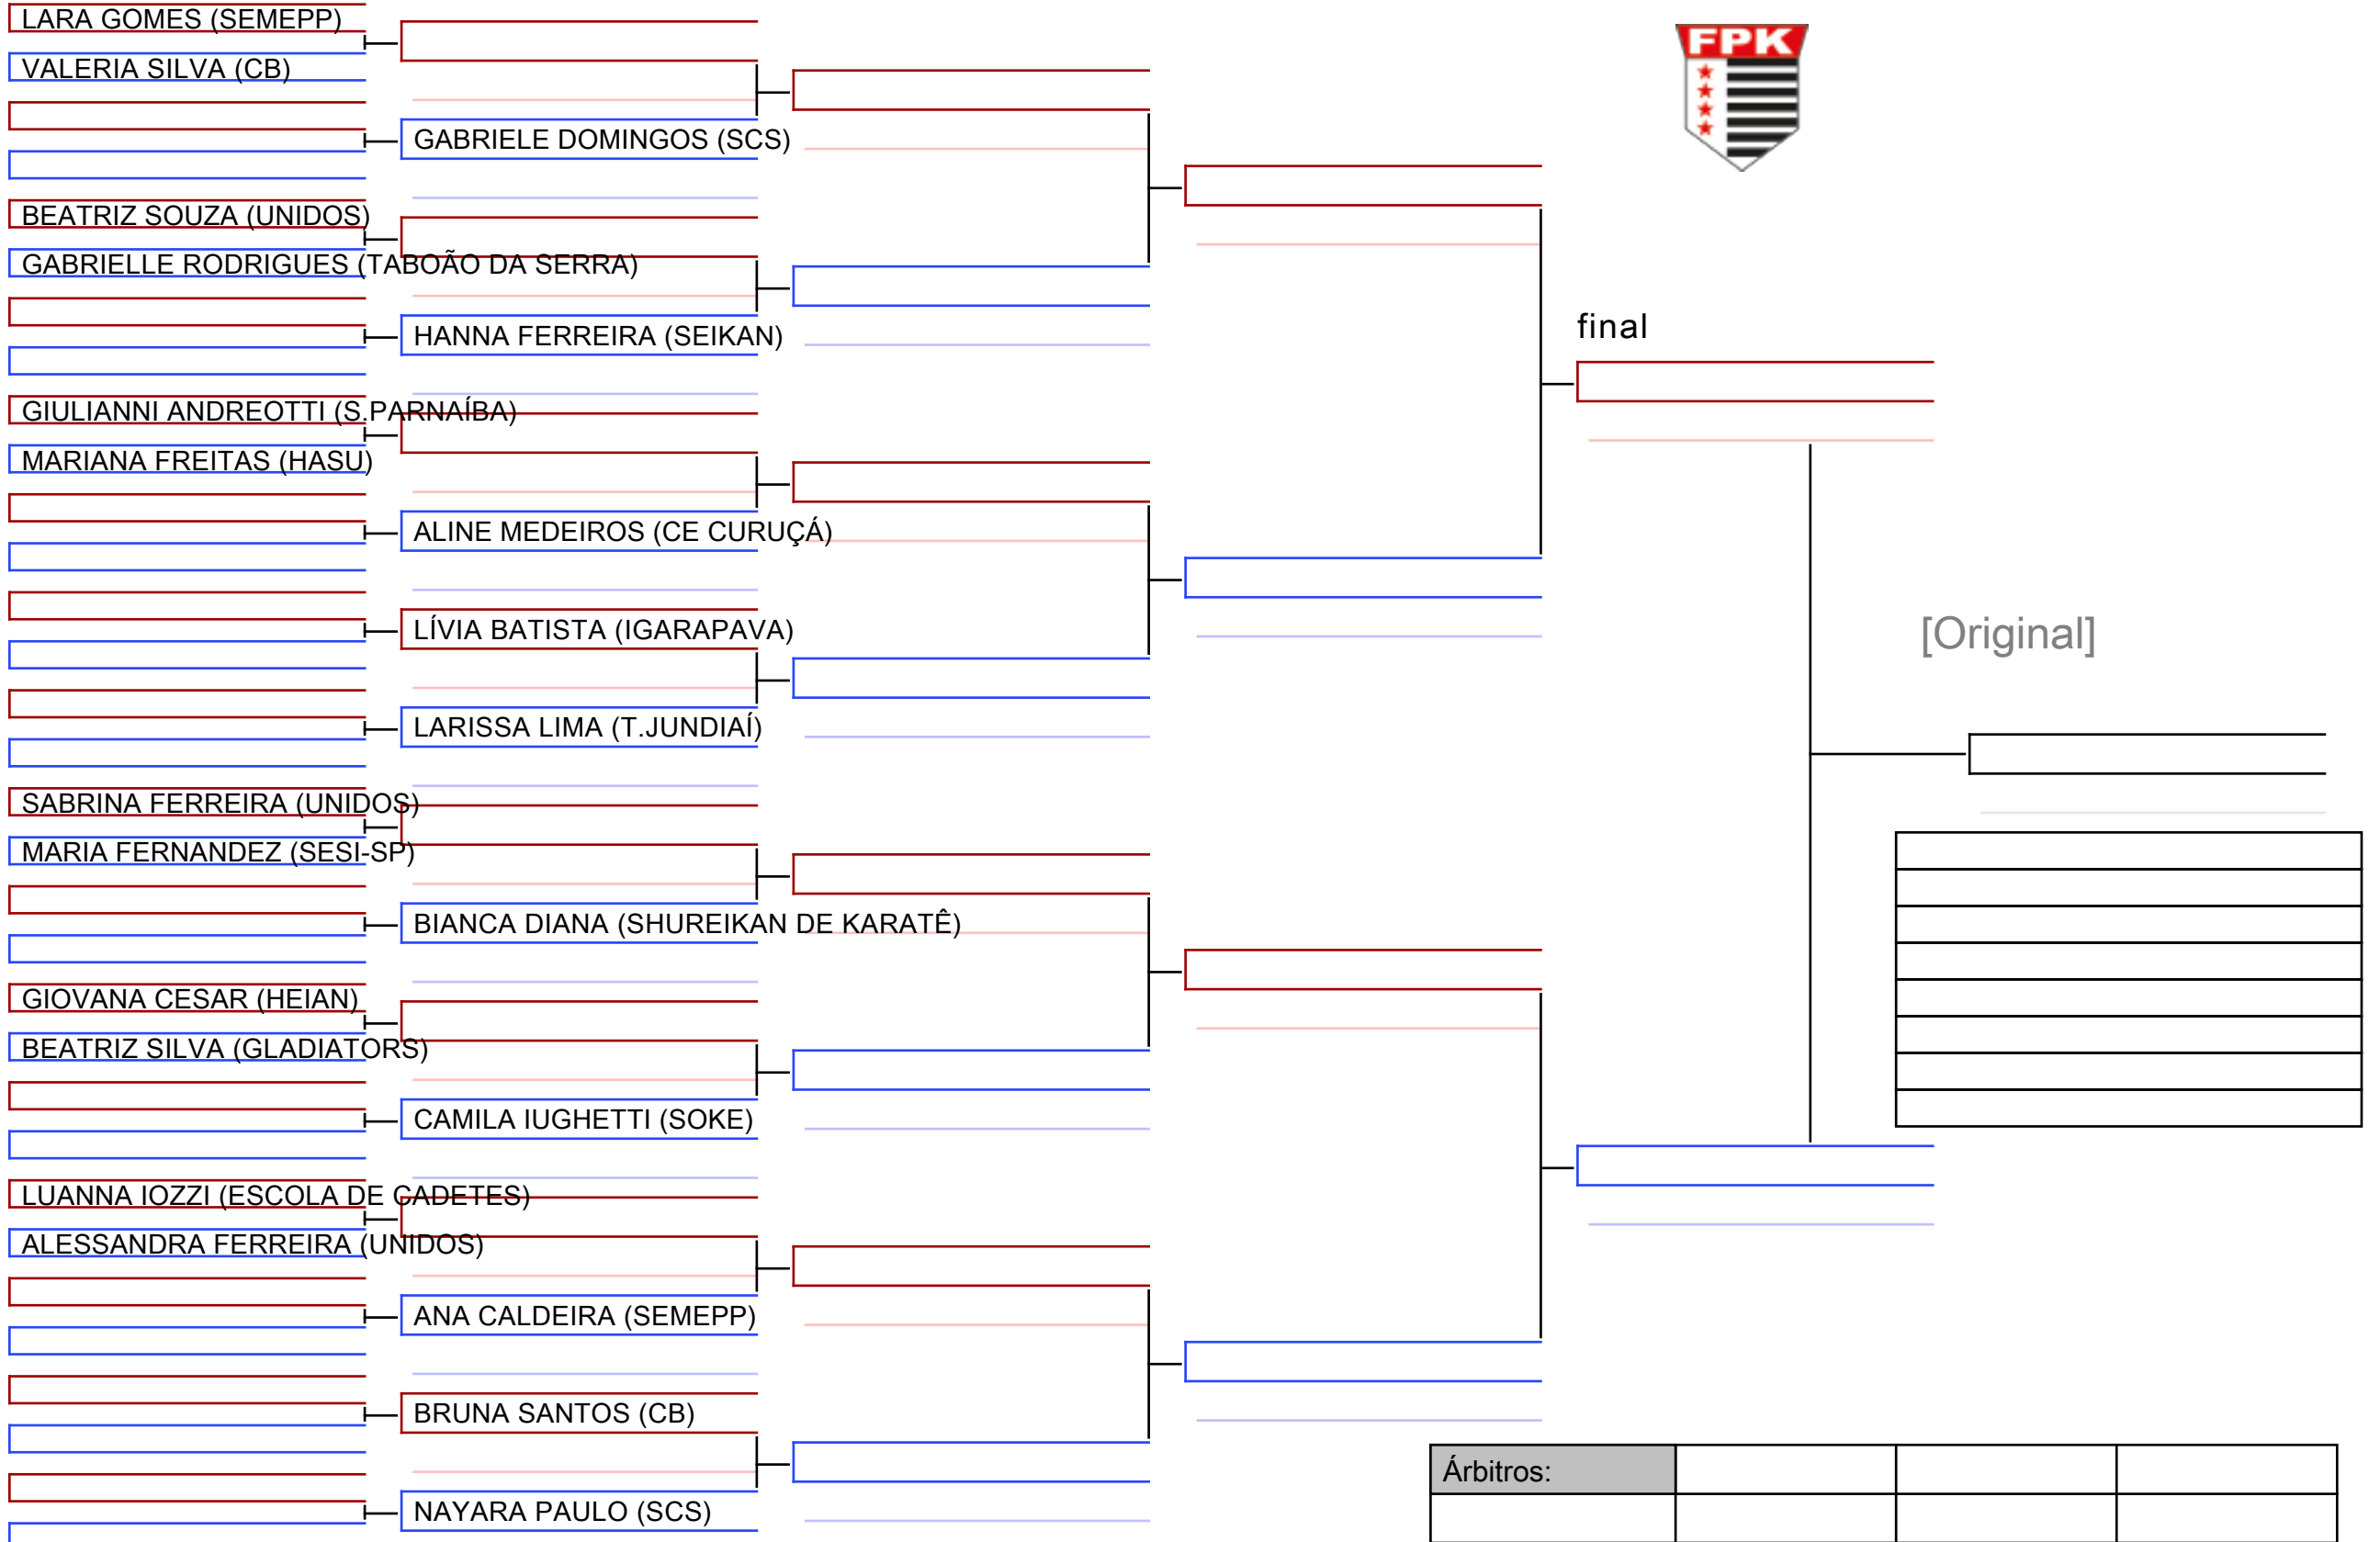 LARA GOMES (SEMEPP)
VALERIA SILVA (CB)
GABRIELE DOMINGOS (SCS)
BEATRIZ SOUZA (UNIDOS)
GABRIELLE RODRIGUES (TABOÃO DA SERRA)
HANNA FERREIRA (SEIKAN)
GIULIANNI ANDREOTTI (S.PARNAÍBA)
MARIANA FREITAS (HASU)
ALINE MEDEIROS (CE CURUÇÁ)
LÍVIA BATISTA (IGARAPAVA)
LARISSA LIMA (T.JUNDIAÍ)
SABRINA FERREIRA (UNIDOS)
MARIA FERNANDEZ (SESI-SP)
BIANCA DIANA (SHUREIKAN DE KARATÊ)
GIOVANA CESAR (HEIAN)
BEATRIZ SILVA (GLADIATORS)
CAMILA IUGHETTI (SOKE)
LUANNA IOZZI (ESCOLA DE CADETES)
ALESSANDRA FERREIRA (UNIDOS)
ANA CALDEIRA (SEMEPP)
BRUNA SANTOS (CB)
NAYARA PAULO (SCS)
FPK
final
[Original]
Árbitros: